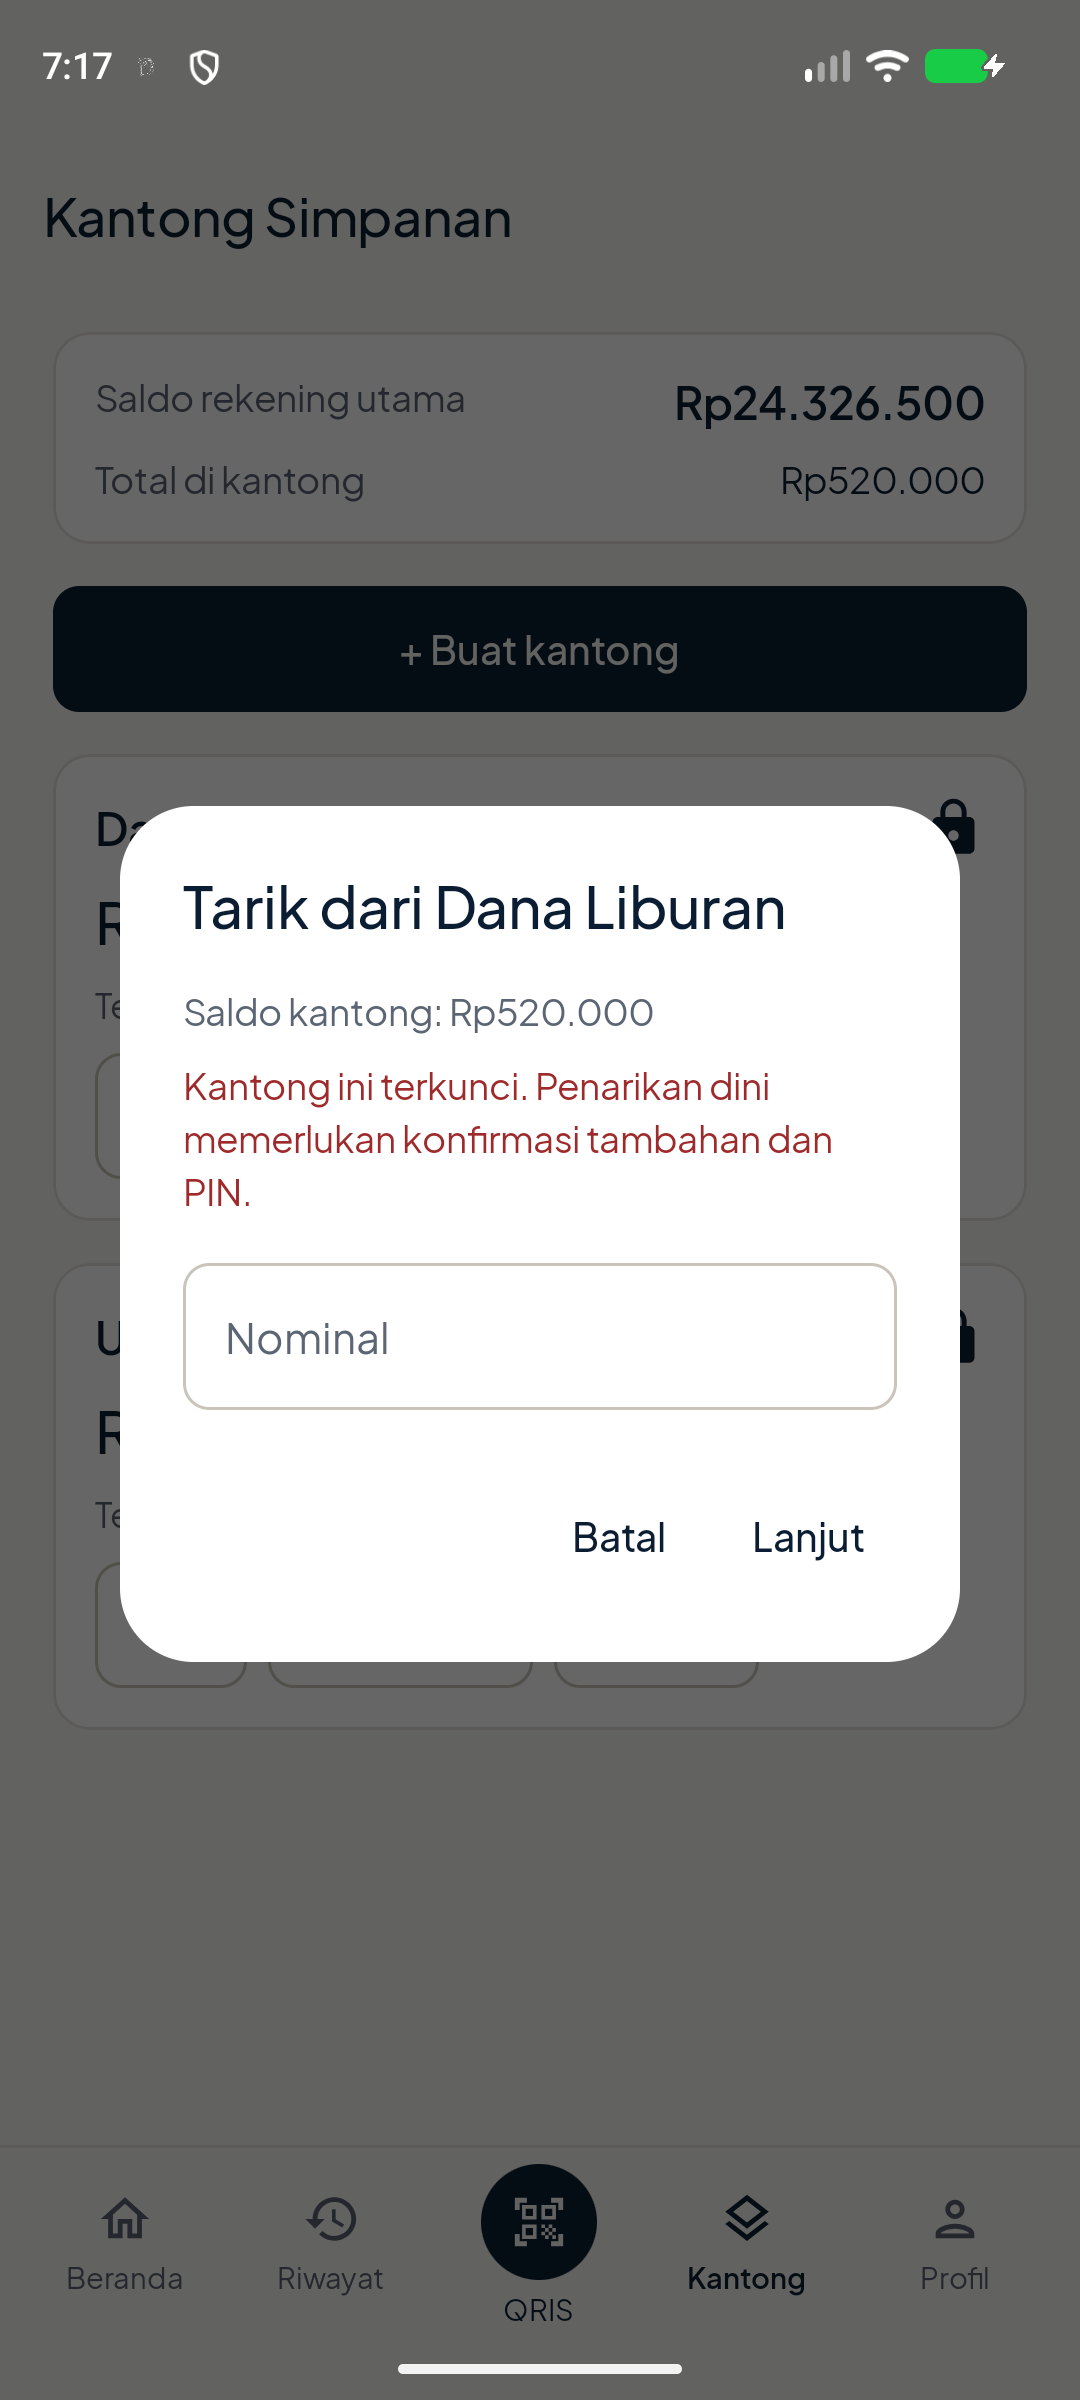 7:17
Kantong Simpanan
Saldo rekening utama Rp24.326.500
Total di kantong Rp520.000
+ Buat kantong
Tarik dari Dana Liburan
Saldo kantong: Rp520.000
Kantong ini terkunci. Penarikan dini
memerlukan konfirmasi tambahan dan
PIN.
Nominal
Batal Lanjut
Beranda Riwayat QRIS Kantong Profil